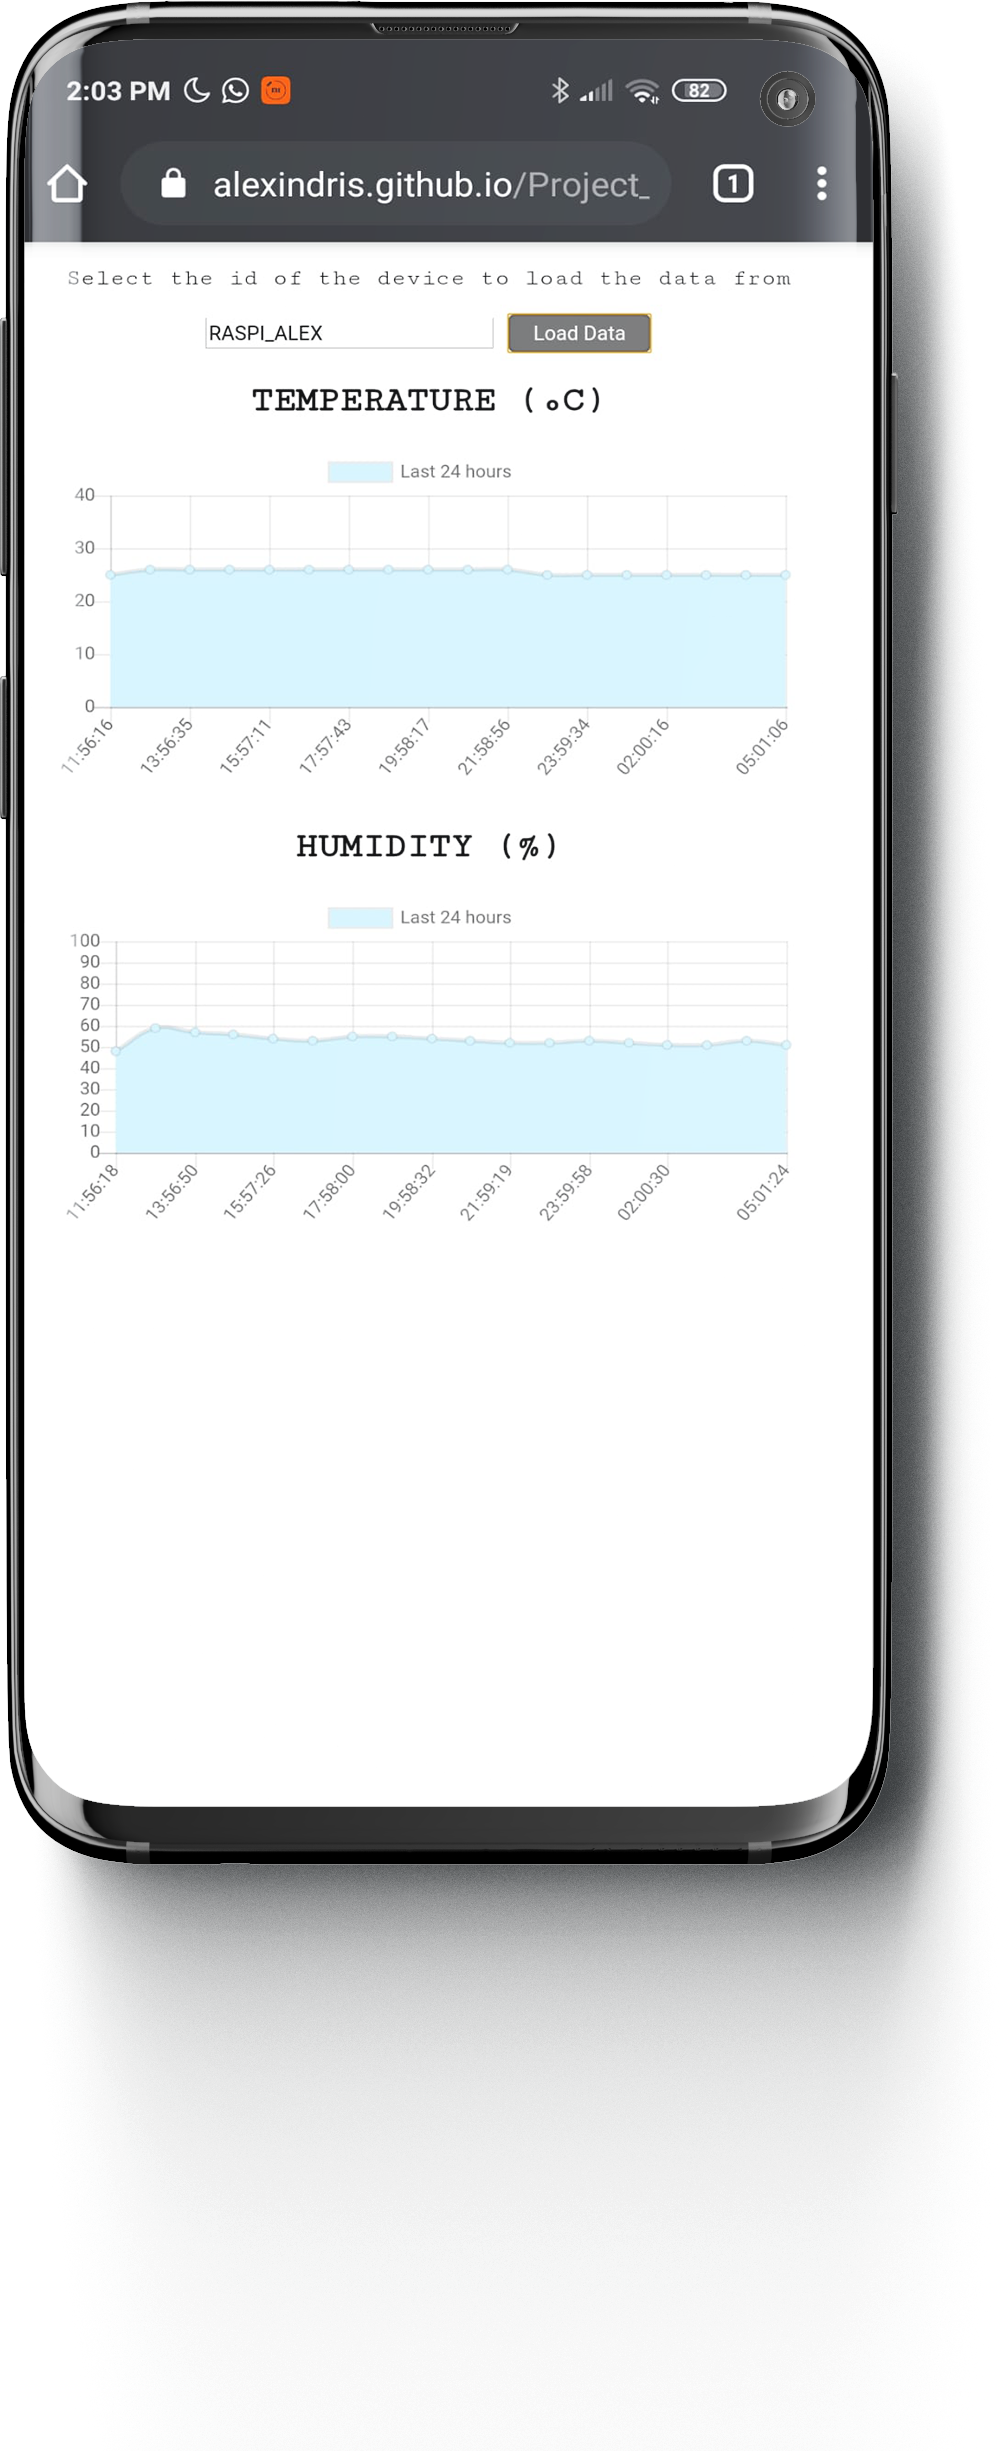 2:03 PM 82
alexindris.github.io/Project_ 1
Select the id of the device to load the data from
RASPI_ALEX Load Data
TEMPERATURE (ₒC)
Last 24 hours
40
30
20
10
0
11:56:16 13:56:35 15:57:11 17:57:43 19:58:17 21:58:56 23:59:34 02:00:16 05:01:06
HUMIDITY (%)
Last 24 hours
100
90
80
70
60
50
40
30
20
10
0
11:56:18 13:56:50 15:57:26 17:58:00 19:58:32 21:59:19 23:59:58 02:00:30 05:01:24